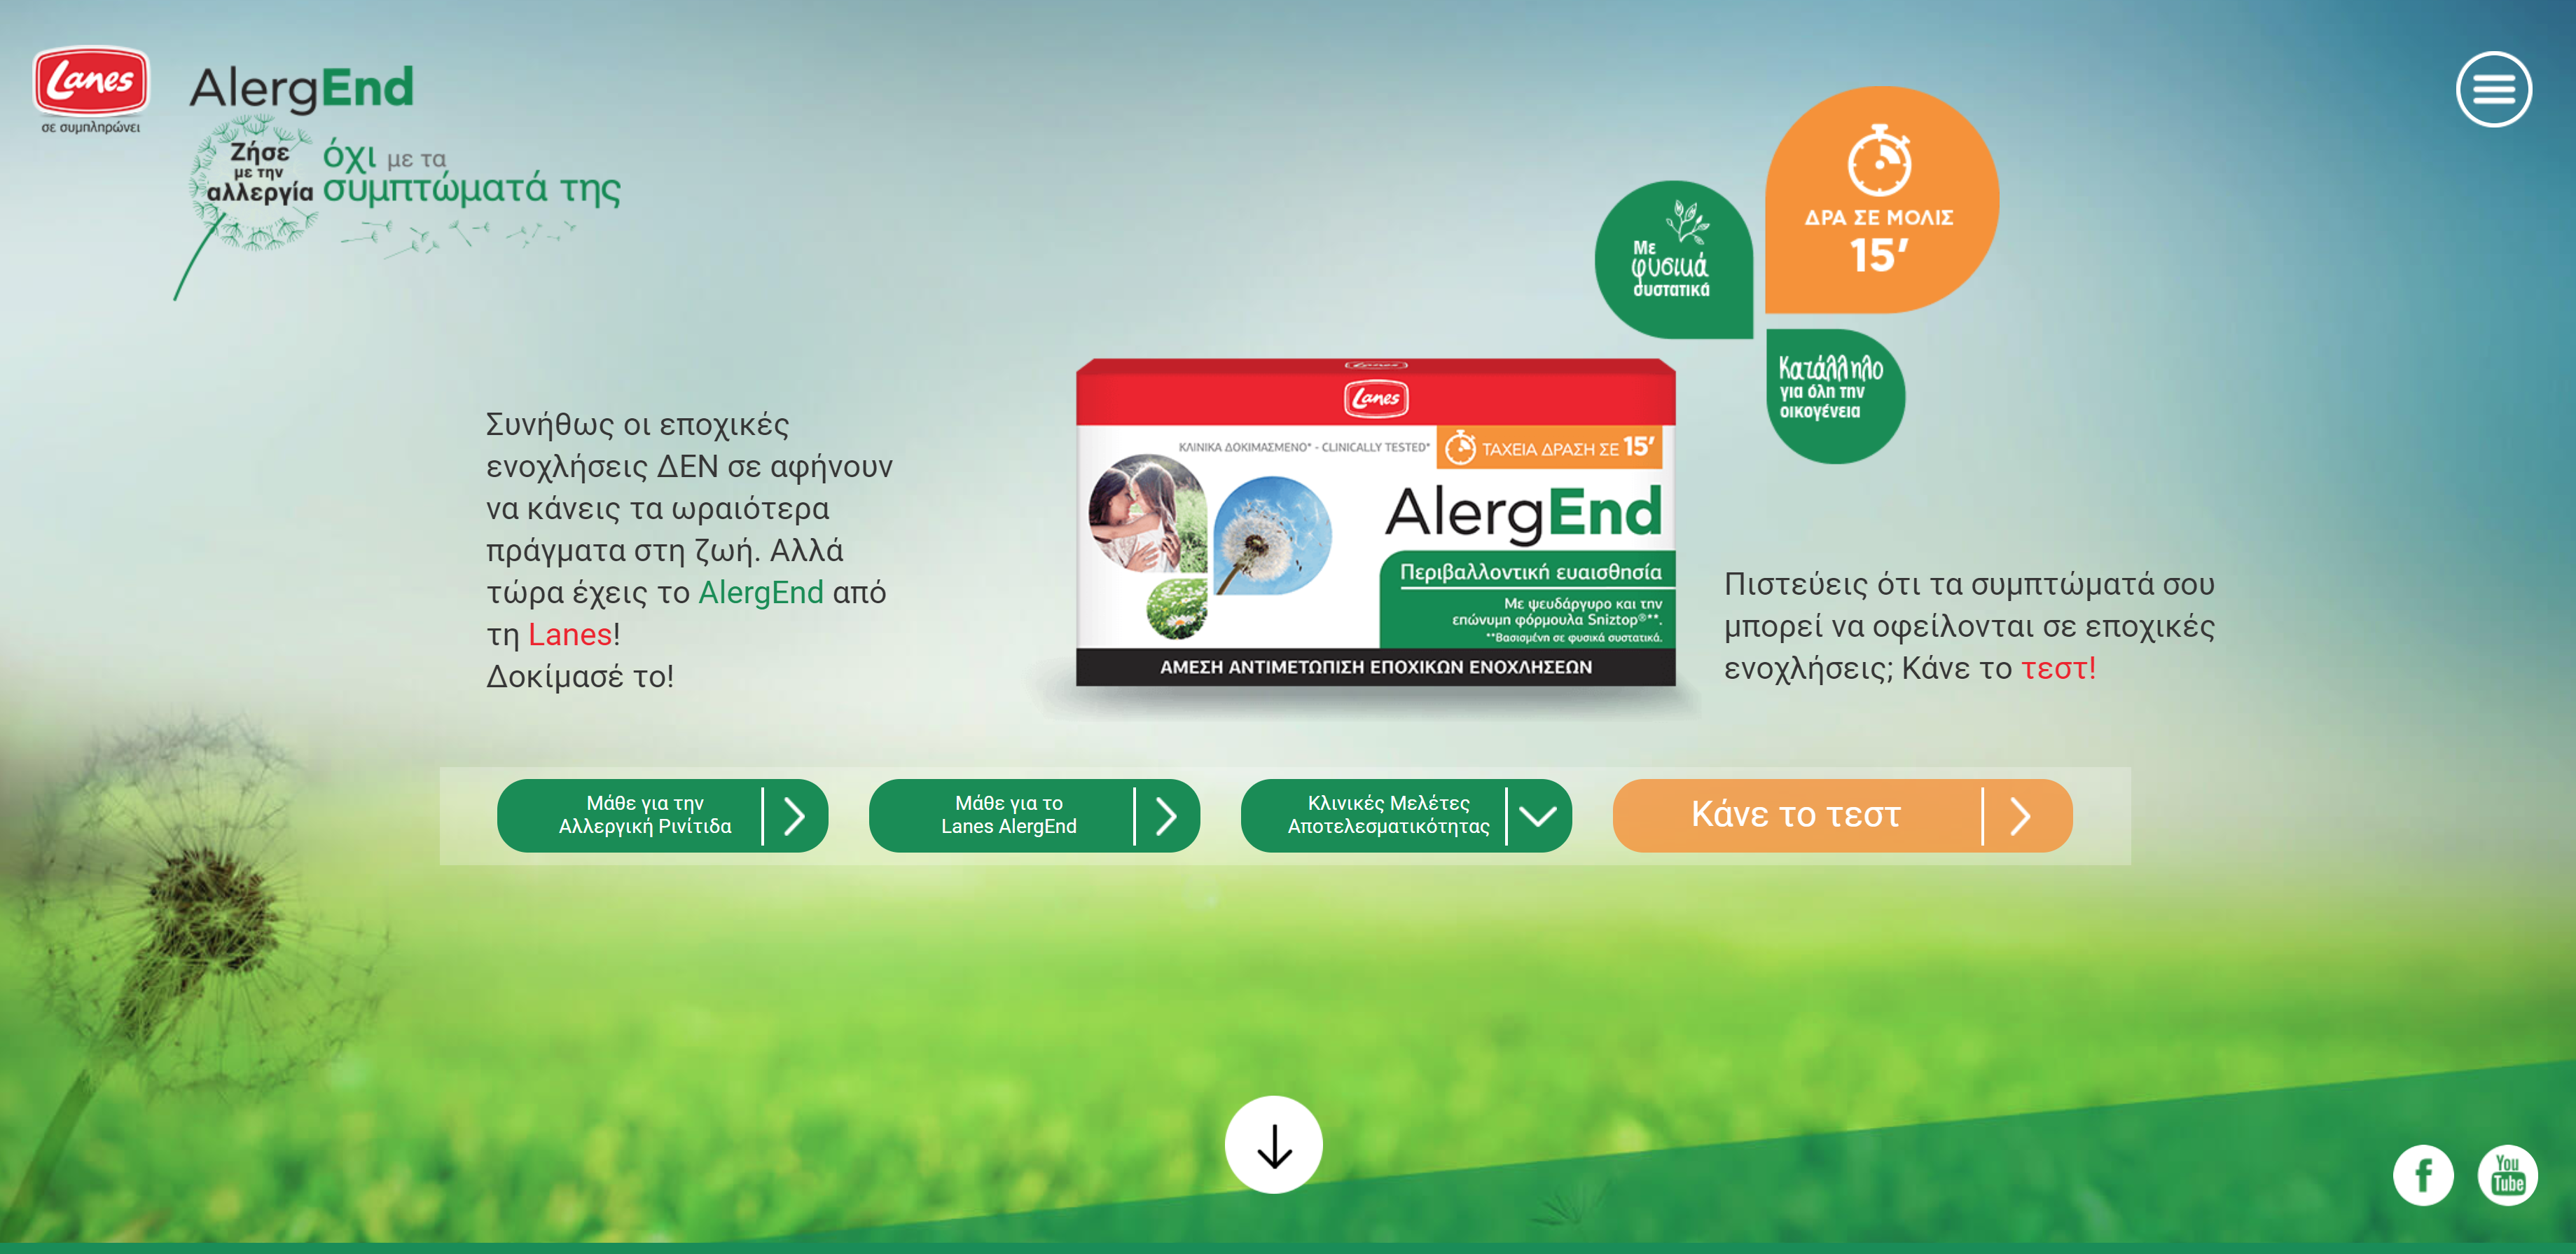 Lanes
σε συμπληρώνει
AlergEnd
Ζήσε
με την
αλλεργία
όχι με τα
συμπτώματά της
ΔΡΑ ΣΕ ΜΟΛΙΣ
15’
Με
φυσικά
συστατικά
Κατάλληλο
για όλη την
οικογένεια
Συνήθως οι εποχικές
ενοχλήσεις ΔΕΝ σε αφήνουν
να κάνεις τα ωραιότερα
πράγματα στη ζωή. Αλλά
τώρα έχεις το AlergEnd από
τη Lanes!
Δοκίμασέ το!
Lanes
Lanes
ΚΛΙΝΙΚΑ ΔΟΚΙΜΑΣΜΕΝΟ* - CLINICALLY TESTED*
ΤΑΧΕΙΑ ΔΡΑΣΗ ΣΕ 15’
AlergEnd
Περιβαλλοντική ευαισθησία
Με ψευδάργυρο και την
επώνυμη φόρμουλα Sniztop®**.
**Βασισμένη σε φυσικά συστατικά.
ΑΜΕΣΗ ΑΝΤΙΜΕΤΩΠΙΣΗ ΕΠΟΧΙΚΩΝ ΕΝΟΧΛΗΣΕΩΝ
Πιστεύεις ότι τα συμπτώματά σου
μπορεί να οφείλονται σε εποχικές
ενοχλήσεις; Κάνε το τεστ!
Μάθε για την
Αλλεργική Ρινίτιδα
Μάθε για το
Lanes AlergEnd
Κλινικές Μελέτες
Αποτελεσματικότητας
Κάνε το τεστ
f
You
Tube